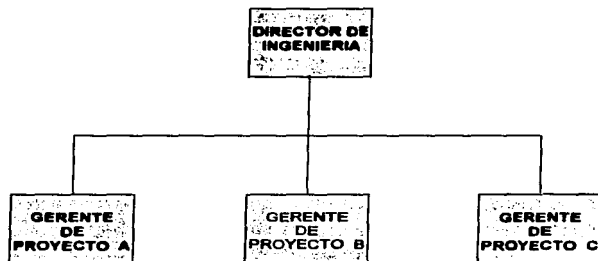 DIRECTOR DE
INGENIERIA
GERENTE
DE
PROYECTO A
GERENTE
DE
PROYECTO B
GERENTE
DE
PROYECTO C